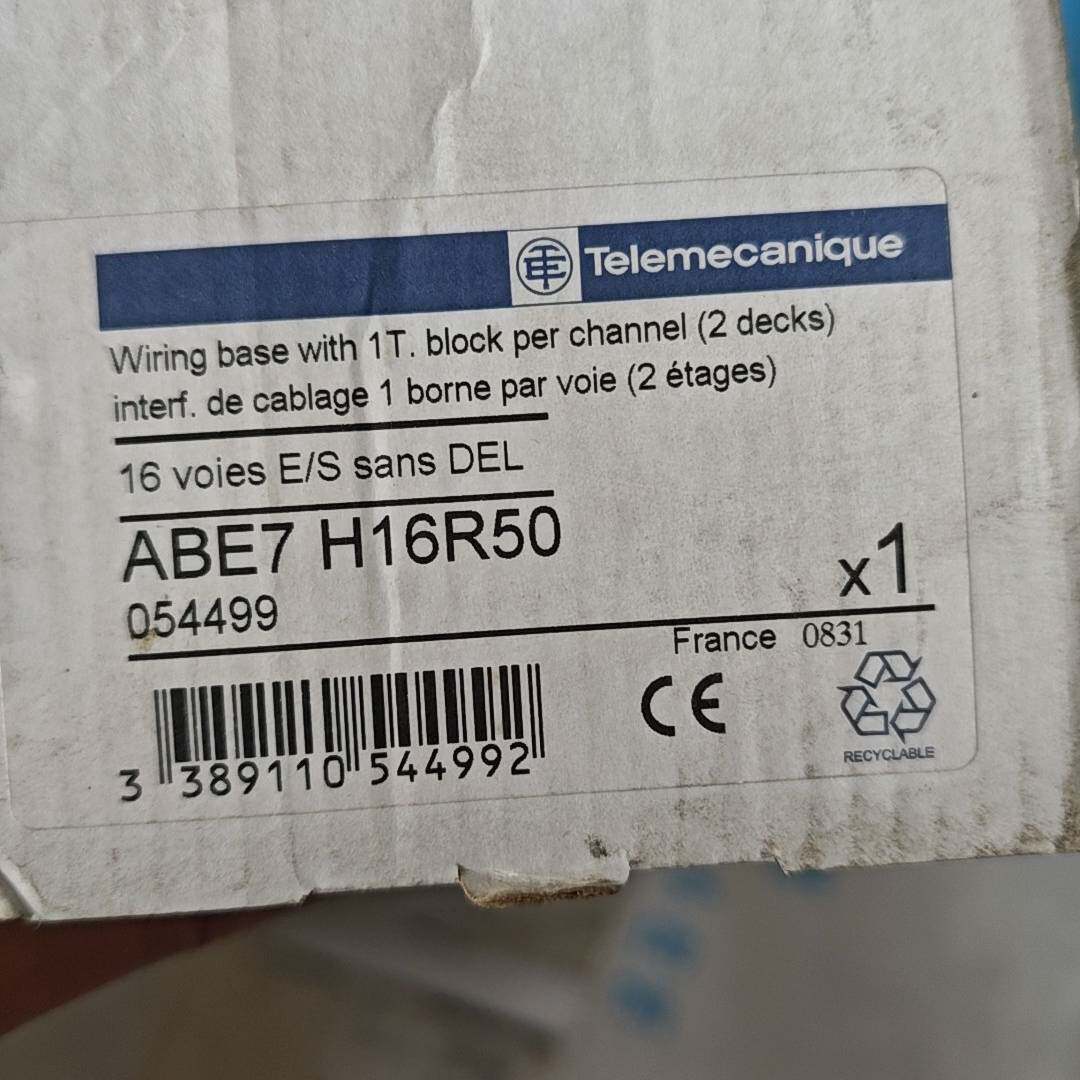 Telemecanique
Wiring base with 1T. block per channel (2 decks)
interf. de cablage 1 borne par voie (2 étages)
16 voies E/S sans DEL
ABE7 H16R50
x1
054499
France 0831
CE
3 389110 544992
RECYCLABLE